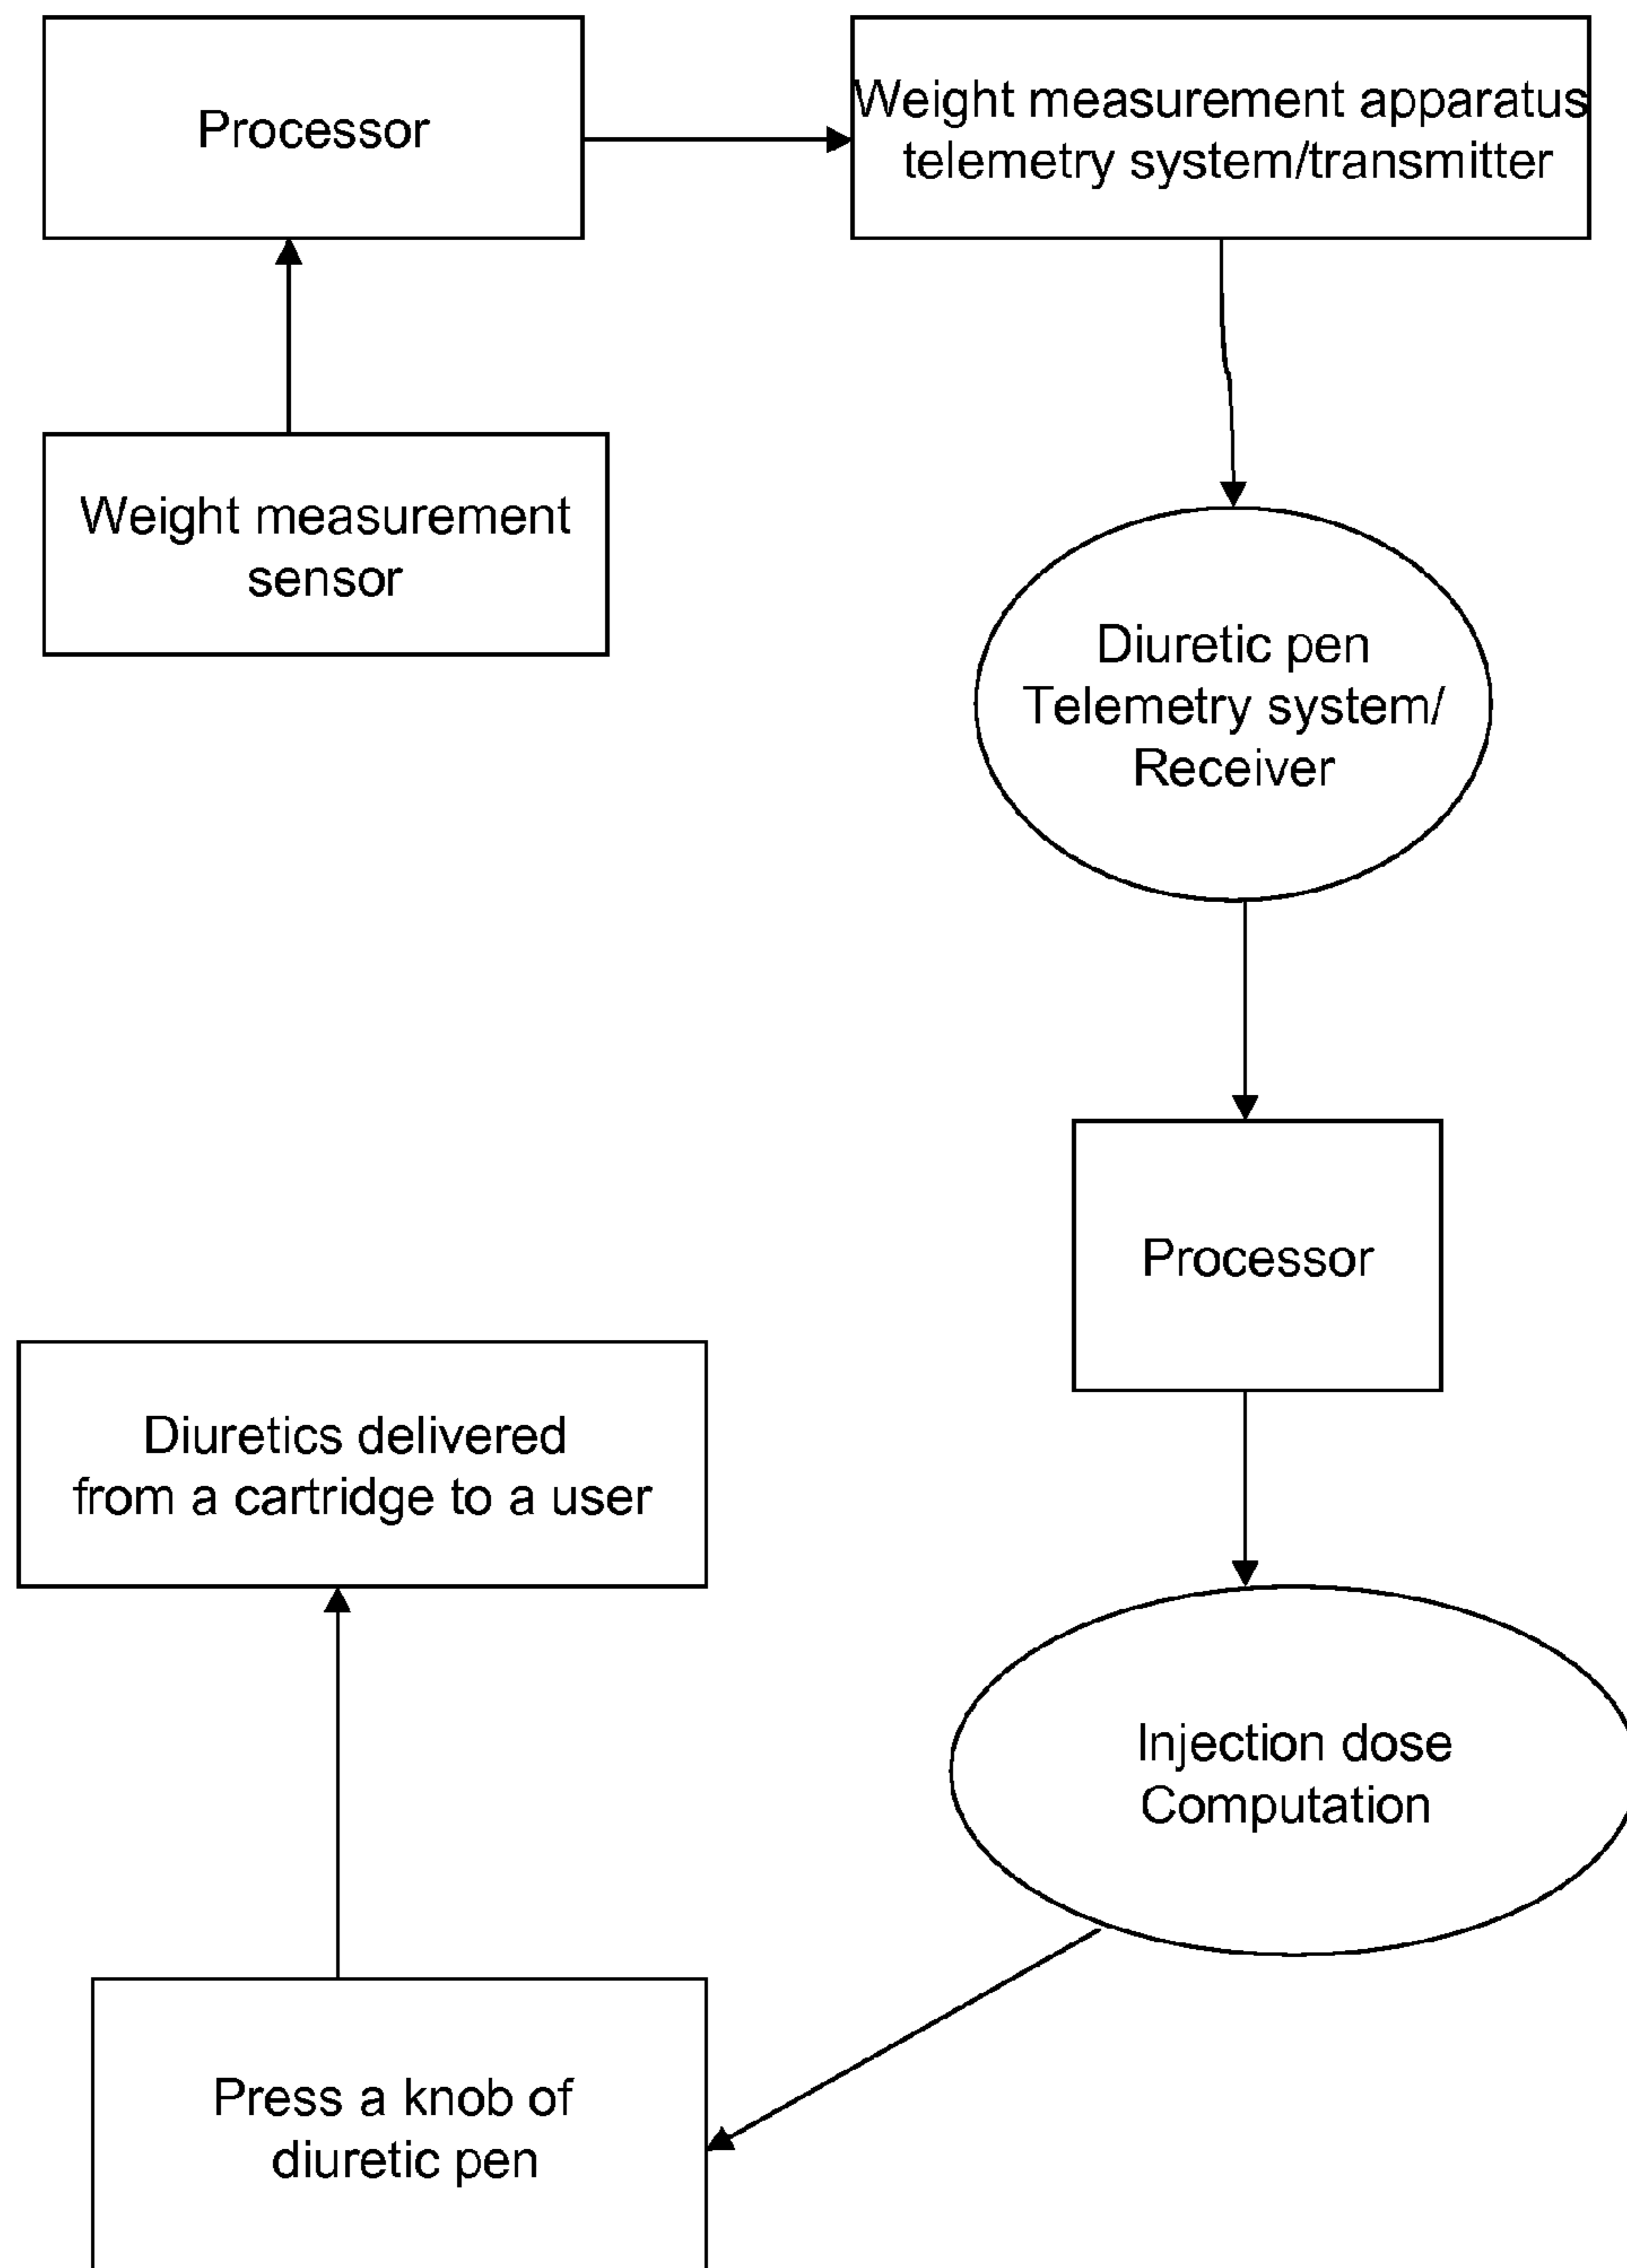 Processor
Weight measurement apparatus
telemetry system/transmitter
Weight measurement
sensor
Diuretic pen
Telemetry system/
Receiver
Processor
Diuretics delivered
from a cartridge to a user
Injection dose
Computation
Press a knob of
diuretic pen